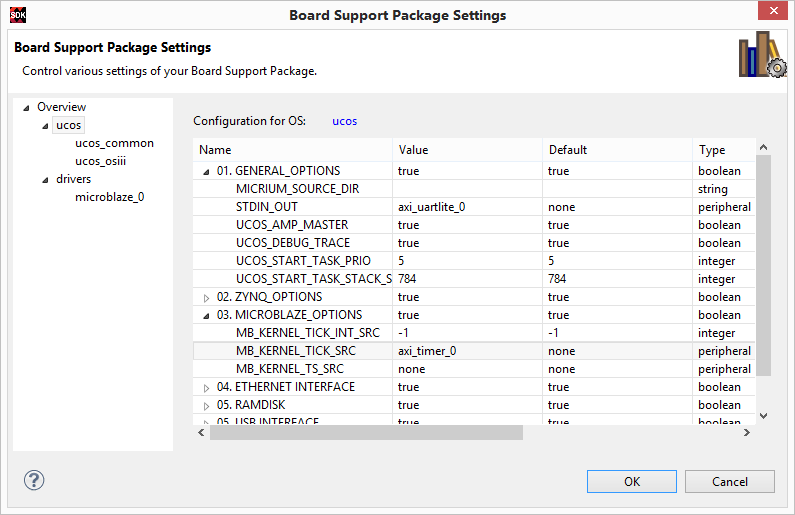 SDK
Board Support Package Settings
Board Support Package Settings
Control various settings of your Board Support Package.
Overview
ucos
ucos_common
ucos_osiii
drivers
microblaze_0
Configuration for OS: ucos
Name Value Default Type
01. GENERAL_OPTIONS true true boolean
MICRIUM_SOURCE_DIR string
STDIN_OUT axi_uartlite_0 none peripheral
UCOS_AMP_MASTER true true boolean
UCOS_DEBUG_TRACE true true boolean
UCOS_START_TASK_PRIO 5 5 integer
UCOS_START_TASK_STACK_S 784 784 integer
02. ZYNQ_OPTIONS true true boolean
03. MICROBLAZE_OPTIONS true true boolean
MB_KERNEL_TICK_INT_SRC -1 -1 integer
MB_KERNEL_TICK_SRC axi_timer_0 none peripheral
MB_KERNEL_TS_SRC none none peripheral
04. ETHERNET INTERFACE true true boolean
05. RAMDISK true true boolean
05. USB INTERFACE true true boolean
? OK Cancel